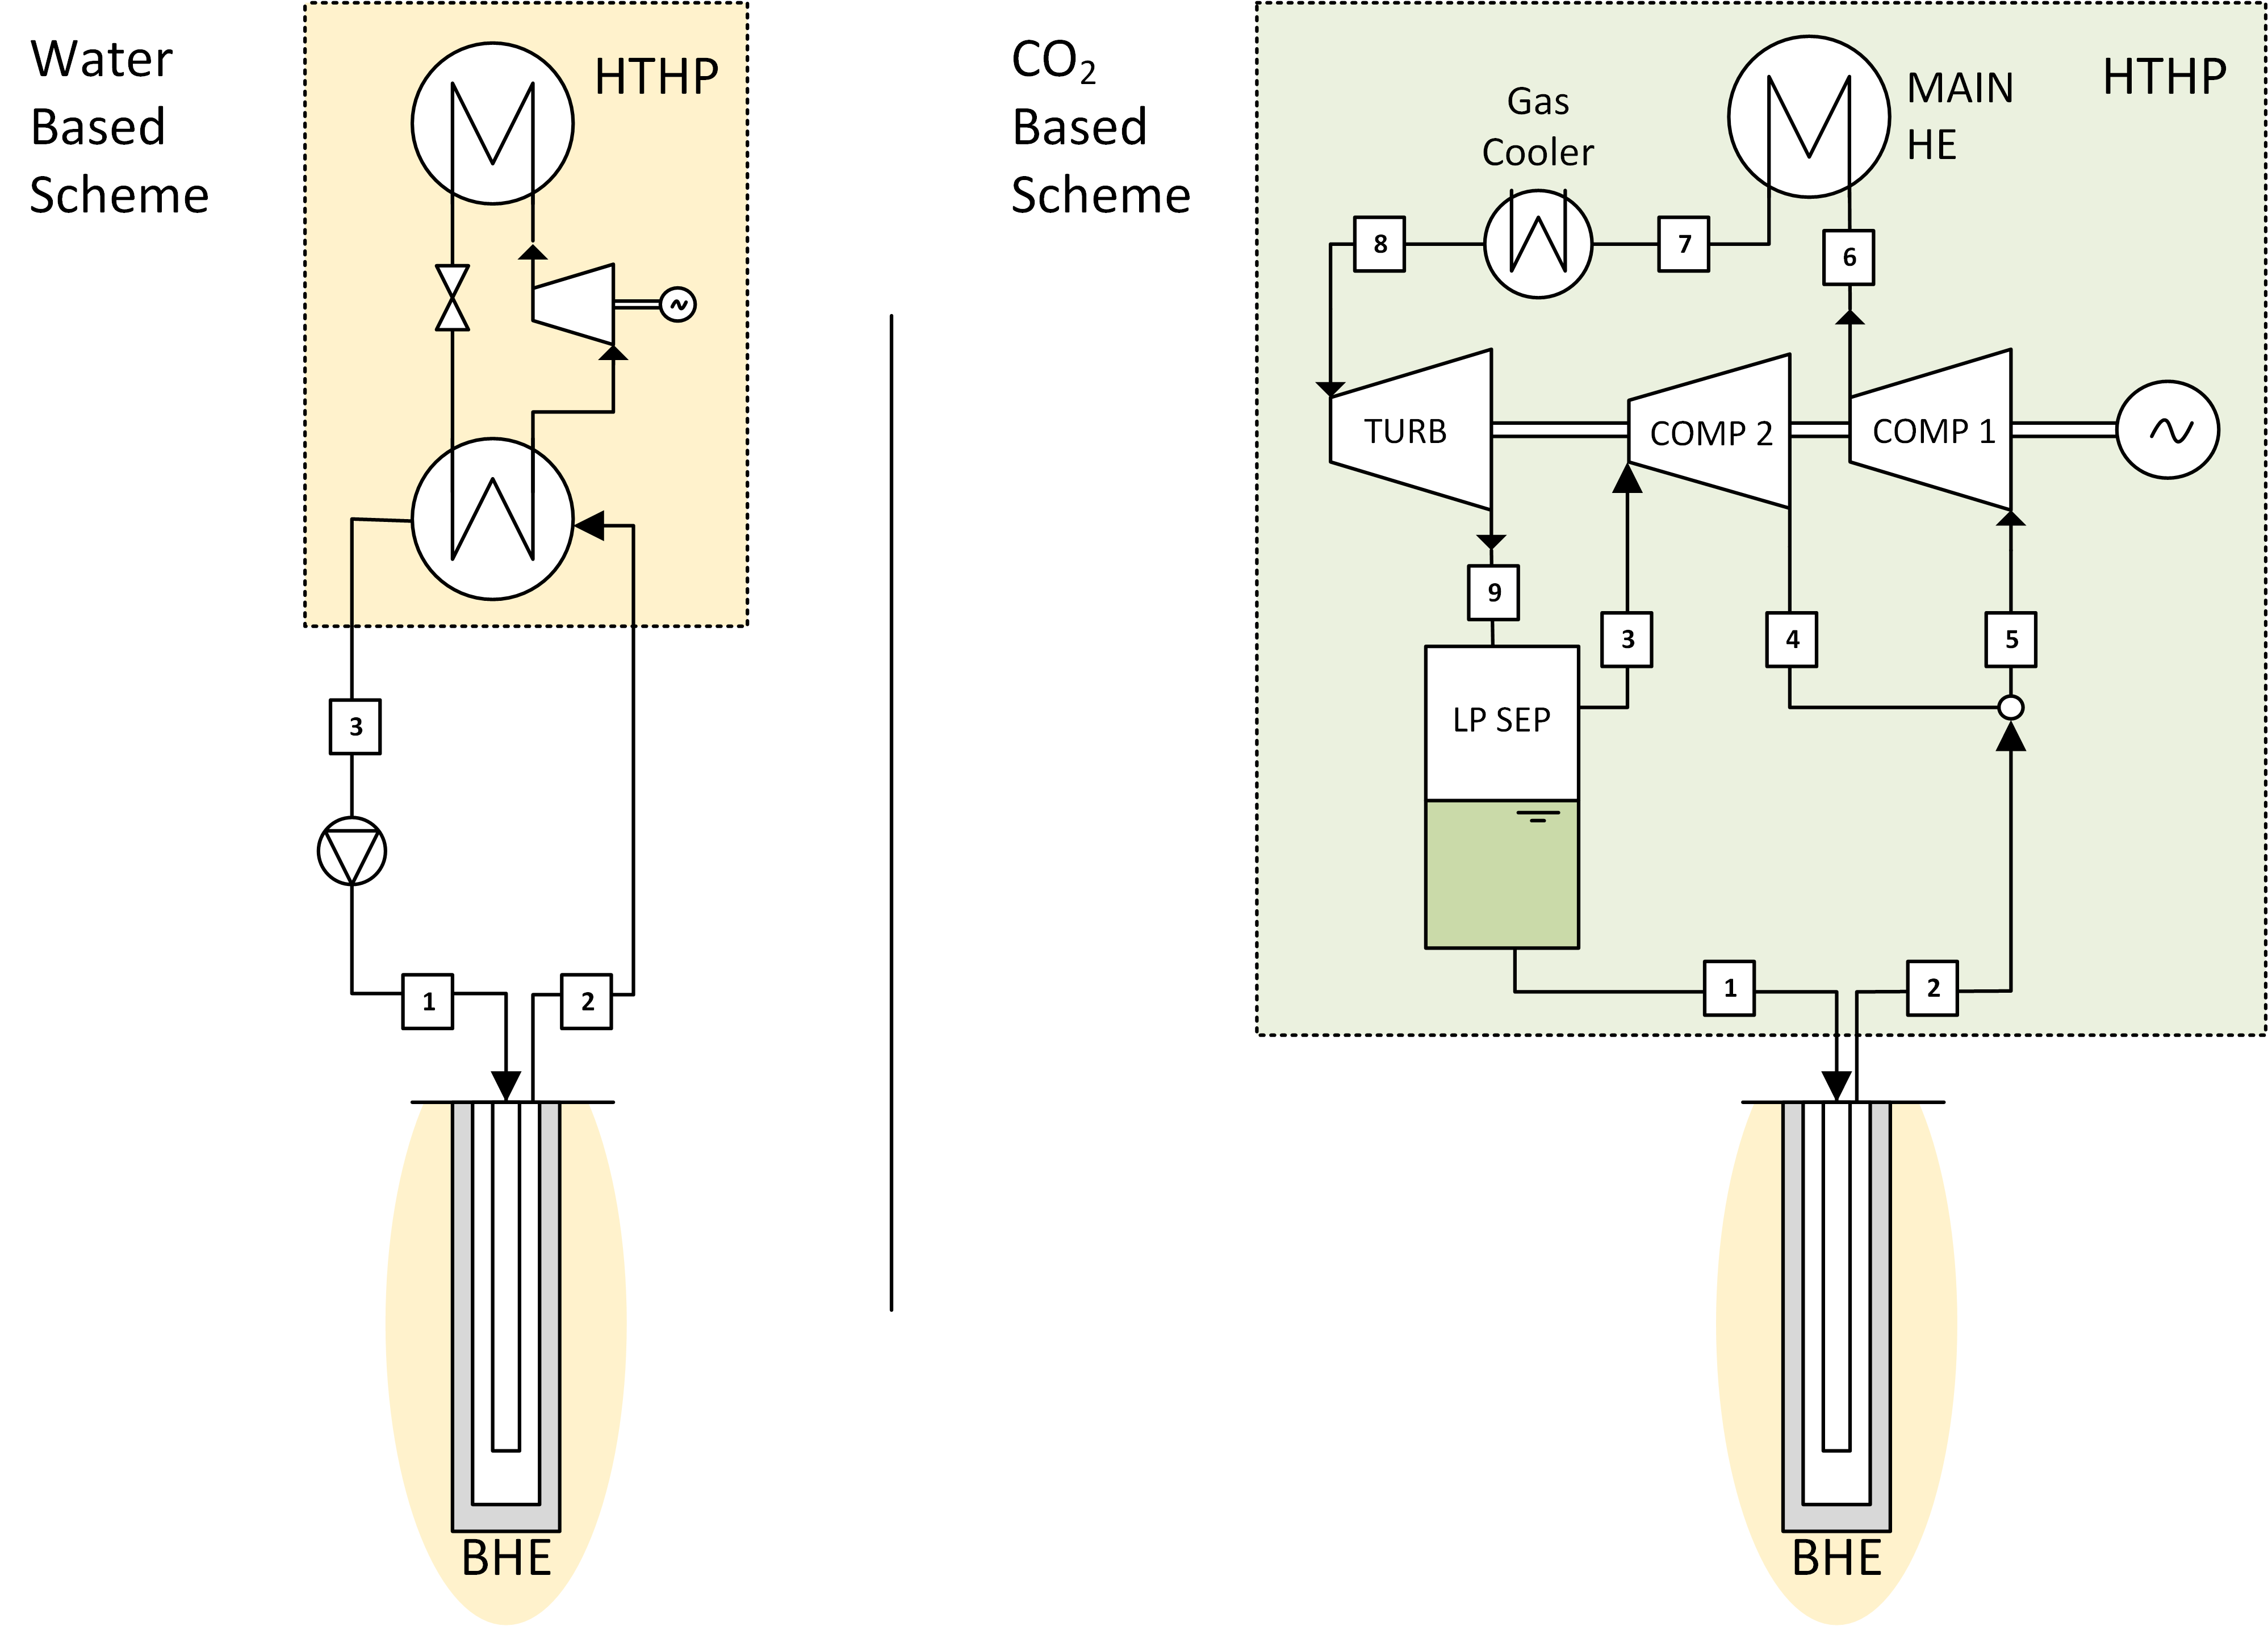 Water
Based
Scheme
HTHP
3
1
2
BHE
CO₂
Based
Scheme
HTHP
MAIN
HE
Gas
Cooler
8
7
6
TURB
COMP 2
COMP 1
9
3
4
5
LP SEP
1
2
BHE